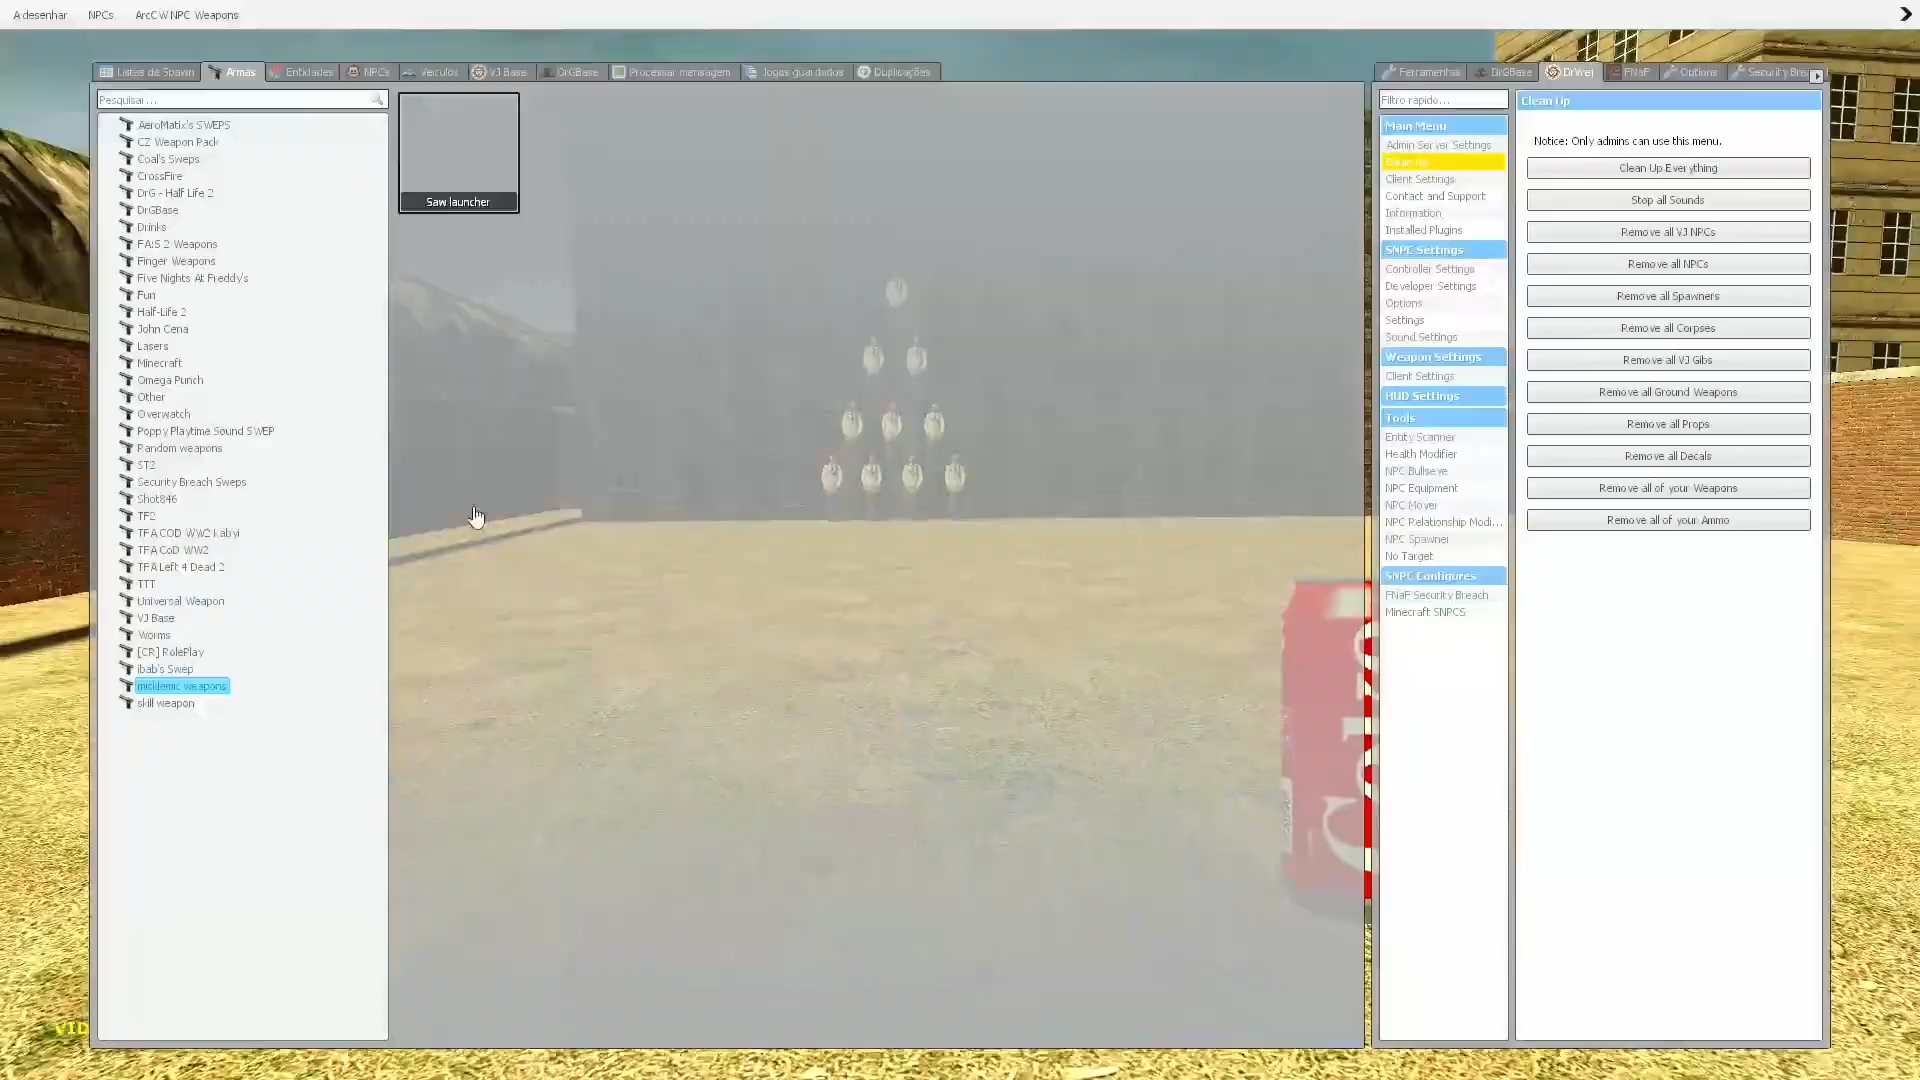 A desenhar NPCs ArcCW NPC Weapons
Listas de Spawn Armas Entidades NPCs Veículos VJ Base DrGBase Processar mensagem Jogos guardados Duplicações
Pesquisar...
AeroMatix's SWEPS
CZ Weapon Pack
Coal's Sweps
CrossFire
DrG - Half Life 2
DrGBase
Drinks
FA:S 2 Weapons
Finger Weapons
Five Nights At Freddy's
Fun
Half-Life 2
John Cena
Lasers
Minecraft
Omega Punch
Other
Overwatch
Poppy Playtime Sound SWEP
Random weapons
ST2
Security Breach Sweps
Shot846
TF2
TFA COD WW2 Labyi
TFA CoD WW2
TFA Left 4 Dead 2
TTT
Universal Weapon
VJ Base
Worms
[CR] RolePlay
ibab's Swep
micklemic weapons
skill weapon
Saw launcher
VID
Ferramentas DrGBase DrVrej FNaF Options Security Brea
Filtro rápido...
Main Menu
Admin Server Settings
Clean Up
Client Settings
Contact and Support
Information
Installed Plugins
SNPC Settings
Controller Settings
Developer Settings
Options
Settings
Sound Settings
Weapon Settings
Client Settings
HUD Settings
Tools
Entity Scanner
Health Modifier
NPC Bullseye
NPC Equipment
NPC Mover
NPC Relationship Modi...
NPC Spawner
No Target
SNPC Configures
FNaF Security Breach
Minecraft SNPCS
Clean Up
Notice: Only admins can use this menu.
Clean Up Everything
Stop all Sounds
Remove all VJ NPCs
Remove all NPCs
Remove all Spawners
Remove all Corpses
Remove all VJ Gibs
Remove all Ground Weapons
Remove all Props
Remove all Decals
Remove all of your Weapons
Remove all of your Ammo